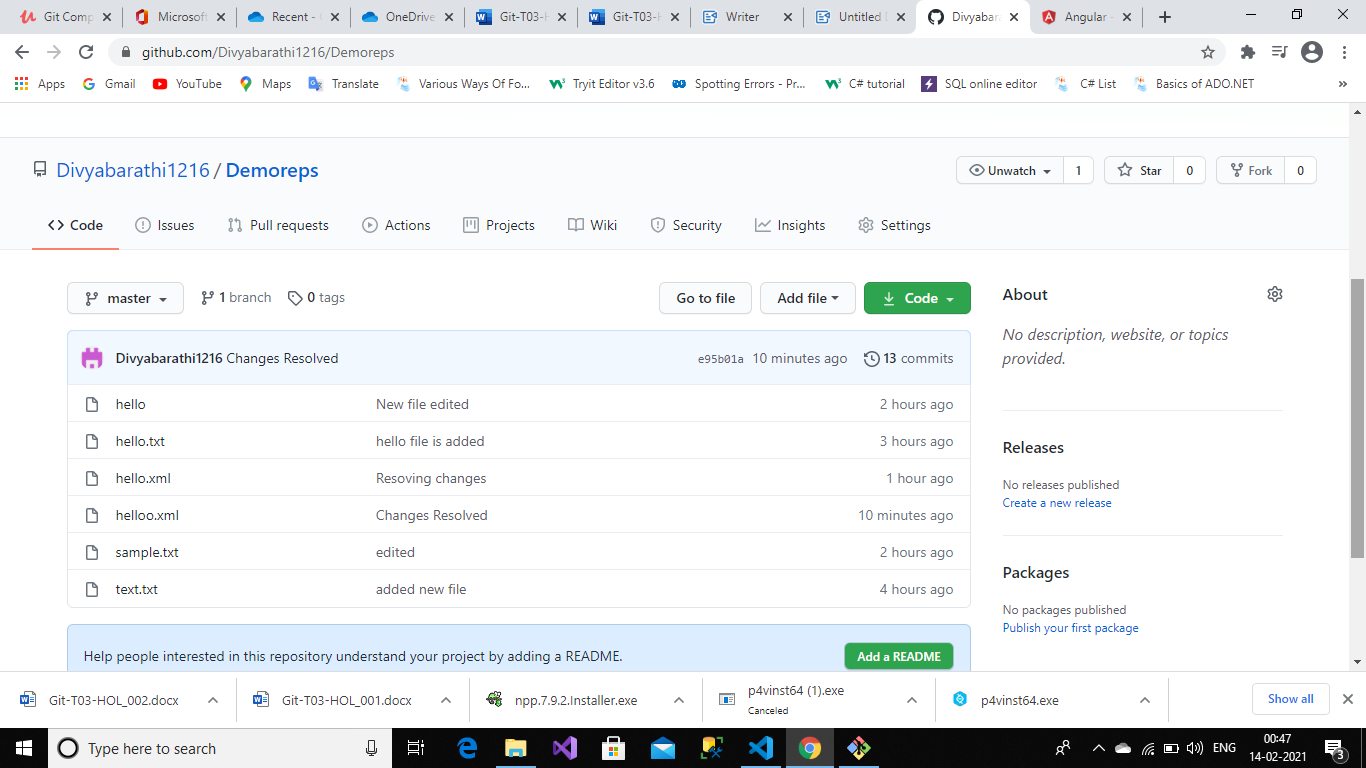 Git Comp
Microsoft
Recent -
OneDrive
Git-T03-H
Git-T03-H
Writer
Untitled
Divyabar
Angular
github.com/Divyabarathi1216/Demoreps
Apps
Gmail
YouTube
Maps
Translate
Various Ways Of Fo...
Tryit Editor v3.6
Spotting Errors - Pr...
C# tutorial
SQL online editor
C# List
Basics of ADO.NET
»
Divyabarathi1216 / Demoreps
Unwatch 1
Star 0
Fork 0
Code
Issues
Pull requests
Actions
Projects
Wiki
Security
Insights
Settings
master
1 branch
0 tags
Go to file
Add file
Code
Divyabarathi1216 Changes Resolved e95b01a 10 minutes ago 13 commits
hello New file edited 2 hours ago
hello.txt hello file is added 3 hours ago
hello.xml Resoving changes 1 hour ago
helloo.xml Changes Resolved 10 minutes ago
sample.txt edited 2 hours ago
text.txt added new file 4 hours ago
Help people interested in this repository understand your project by adding a README.
Add a README
About
No description, website, or topics
provided.
Releases
No releases published
Create a new release
Packages
No packages published
Publish your first package
Git-T03-HOL_002.docx
Git-T03-HOL_001.docx
npp.7.9.2.Installer.exe
p4vinst64 (1).exe
Canceled
p4vinst64.exe
Show all
Type here to search
ENG
00:47
14-02-2021
3